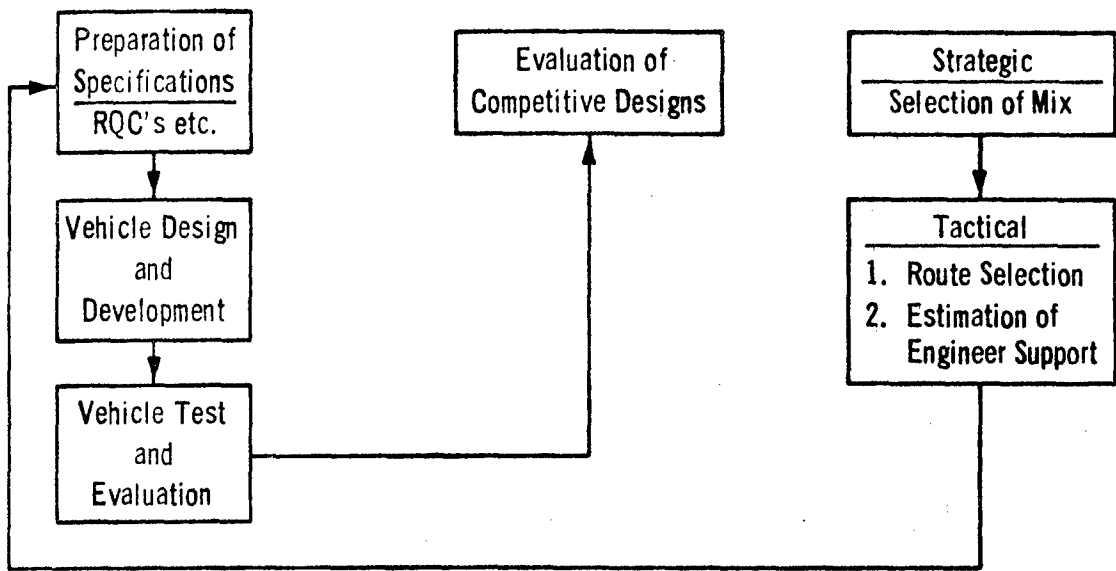 Preparation of
Specifications
RQC's etc.
Vehicle Design
and
Development
Vehicle Test
and
Evaluation
Evaluation of
Competitive Designs
Strategic
Selection of Mix
Tactical
1. Route Selection
2. Estimation of
Engineer Support